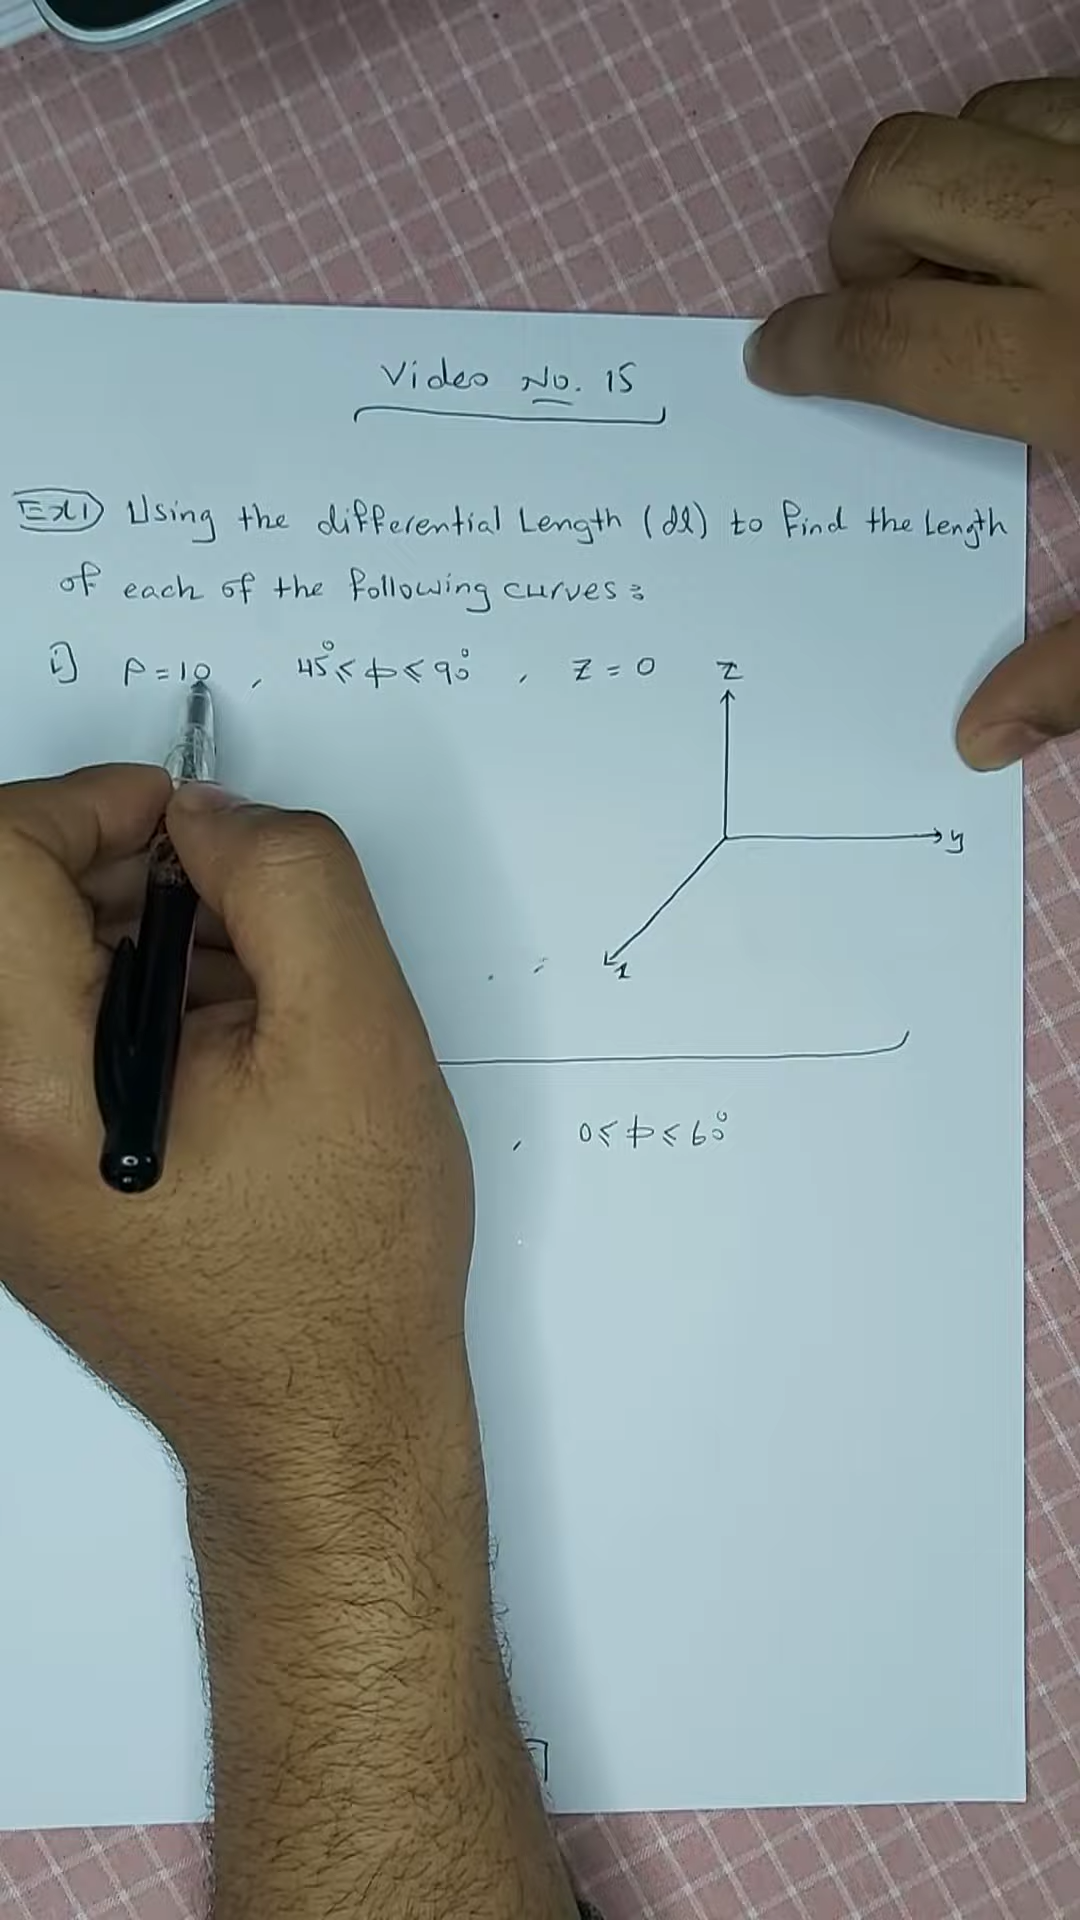 Video No. 15
Ex1 Using the differential Length (dl) to find the Length
of each of the following curves:
i] ρ=10 , 45°≤ϕ≤90° , Z=0
Z
y
x
, 0≤ϕ≤60°